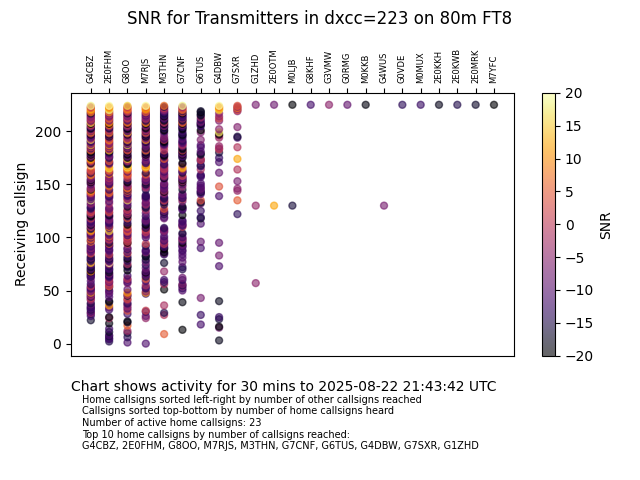 SNR for Transmitters in dxcc=223 on 80m FT8
G4CBZ 2E0FHM G8OO M7RJS M3THN G7CNF G6TUS G4DBW G7SXR G1ZHD 2E0OTM M0LJB G8KHF G3VMW G0RMG M0KKB G4WUS G0VDE M0MUX 2E0KKH 2E0KWB 2E0MRK M7YFC
Receiving callsign
200
150
100
50
0
20
15
10
5
0
−5
−10
−15
−20
SNR
Chart shows activity for 30 mins to 2025-08-22 21:43:42 UTC
Home callsigns sorted left-right by number of other callsigns reached
Callsigns sorted top-bottom by number of home callsigns heard
Number of active home callsigns: 23
Top 10 home callsigns by number of callsigns reached:
G4CBZ, 2E0FHM, G8OO, M7RJS, M3THN, G7CNF, G6TUS, G4DBW, G7SXR, G1ZHD